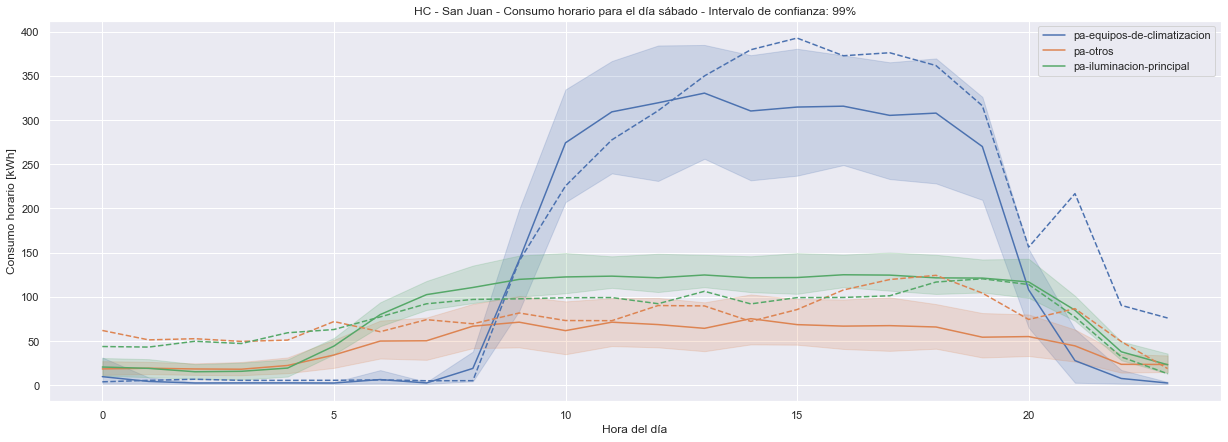 HC - San Juan - Consumo horario para el día sábado - Intervalo de confianza: 99%
pa-equipos-de-climatizacion
pa-otros
pa-iluminacion-principal
Consumo horario [kWh]
400
350
300
250
200
150
100
50
0
0
5
10
15
20
Hora del día